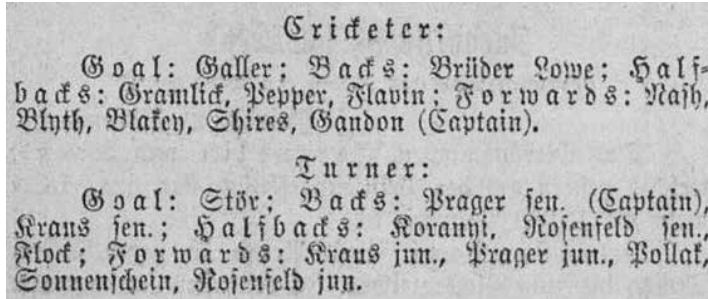 Cricketer:
Goal: Galler; Backs: Brüder Lowe; Half-
backs: Gramlick, Pepper, Flavin; Forwards: Nash,
Blyth, Blakey, Shires, Gandon (Captain).
Turner:
Goal: Stör; Backs: Prager sen. (Captain),
Kraus sen.; Halfbacks: Koranyi, Rosenfeld sen.,
Flock; Forwards: Kraus jun., Prager jun., Pollak,
Sonnenschein, Rosenfeld jun.